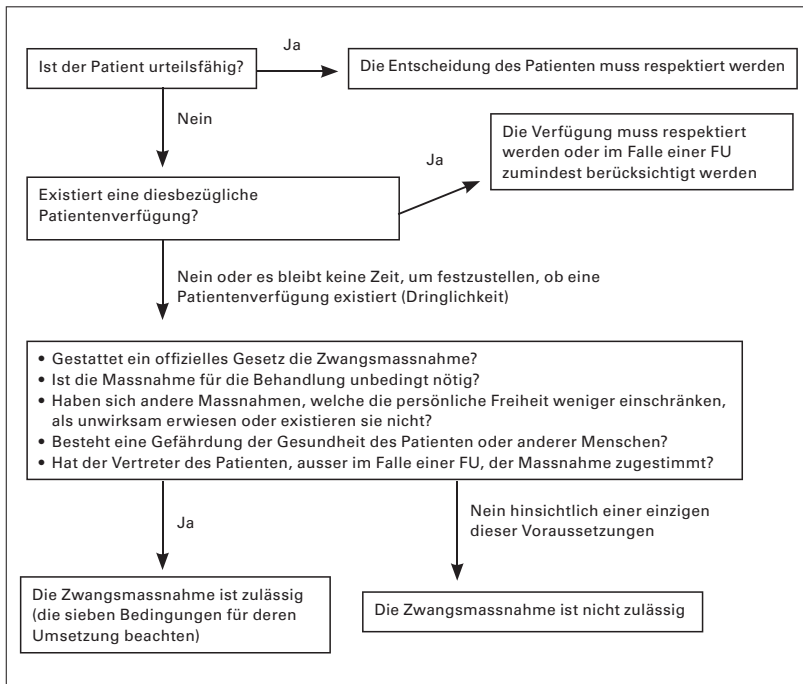 Ja
Ist der Patient urteilsfähig?
Die Entscheidung des Patienten muss respektiert werden
Nein
Die Verfügung muss respektiert
werden oder im Falle einer FU
zumindest berücksichtigt werden
Ja
Existiert eine diesbezügliche
Patientenverfügung?
Nein oder es bleibt keine Zeit, um festzustellen, ob eine
Patientenverfügung existiert (Dringlichkeit)
• Gestattet ein offizielles Gesetz die Zwangsmassnahme?
• Ist die Massnahme für die Behandlung unbedingt nötig?
• Haben sich andere Massnahmen, welche die persönliche Freiheit weniger einschränken,
als unwirksam erwiesen oder existieren sie nicht?
• Besteht eine Gefährdung der Gesundheit des Patienten oder anderer Menschen?
• Hat der Vertreter des Patienten, ausser im Falle einer FU, der Massnahme zugestimmt?
Ja
Nein hinsichtlich einer einzigen
dieser Voraussetzungen
Die Zwangsmassnahme ist zulässig
(die sieben Bedingungen für deren
Umsetzung beachten)
Die Zwangsmassnahme ist nicht zulässig